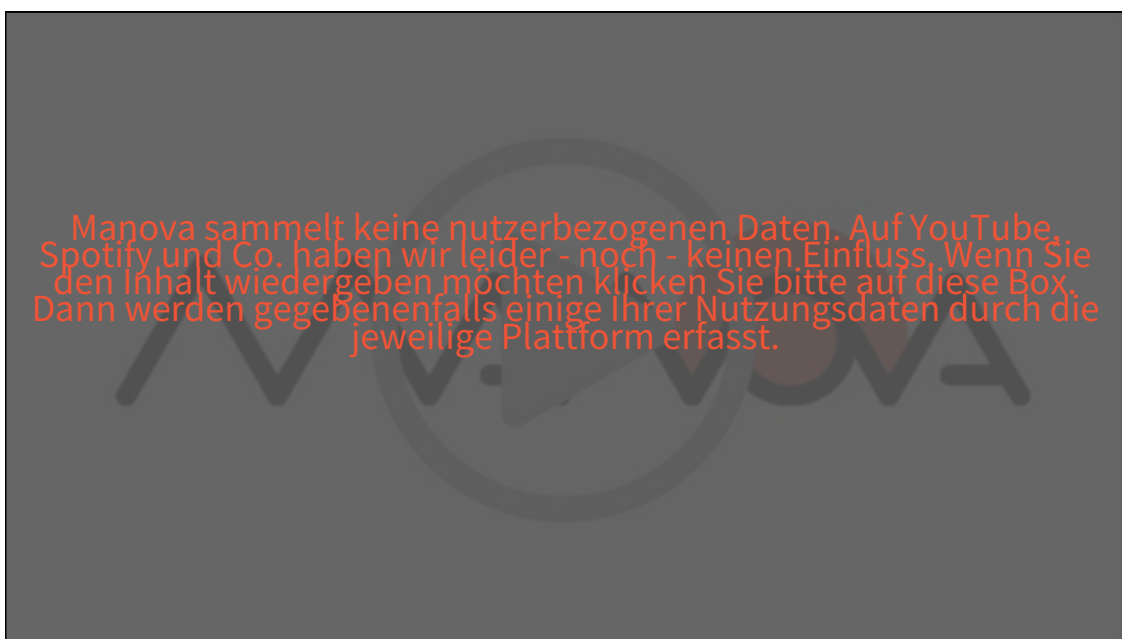 Manova sammelt keine nutzerbezogenen Daten. Auf YouTube,
Spotify und Co. haben wir leider - noch - keinen Einfluss. Wenn Sie
den Inhalt wiedergeben möchten klicken Sie bitte auf diese Box.
Dann werden gegebenenfalls einige Ihrer Nutzungsdaten durch die
jeweilige Plattform erfasst.
MANOVA